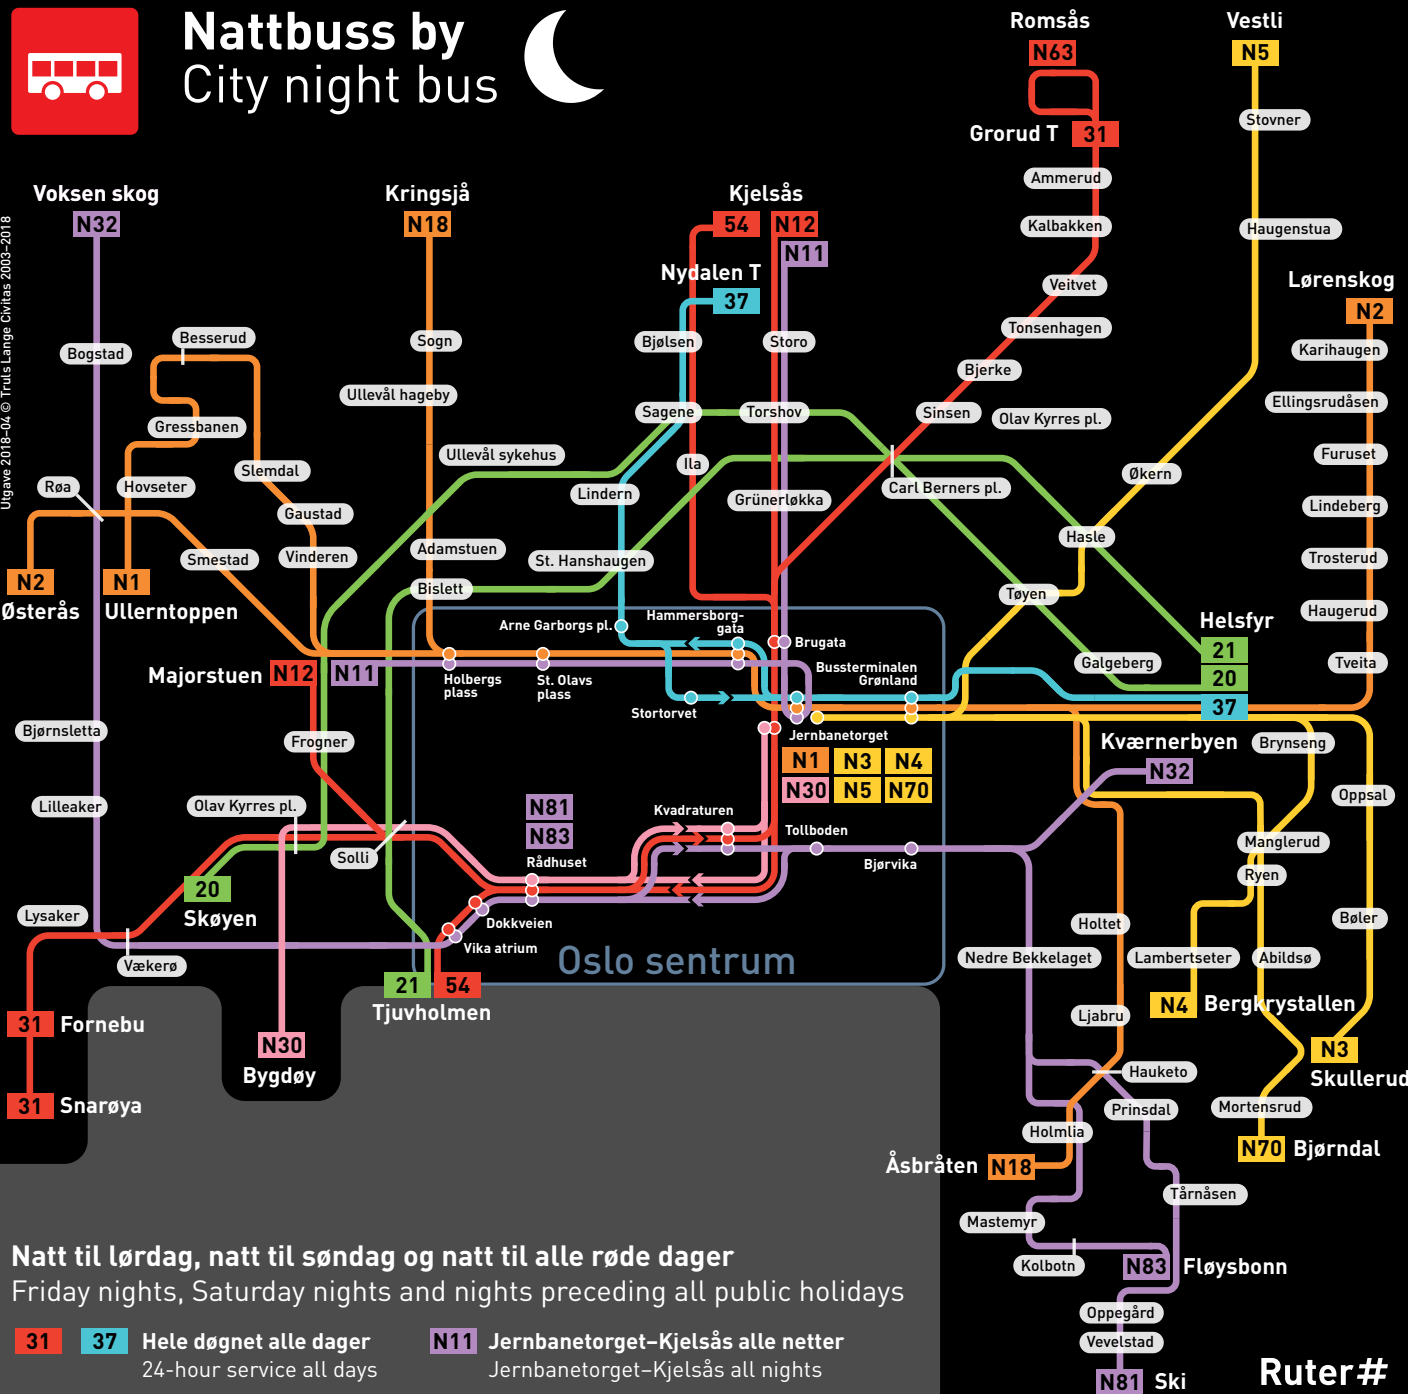 Nattbuss by
City night bus
Romsås
N63
Vestli
N5
Grorud T
31
Stovner
Ammerud
Kalbakken
Haugenstua
Veitvet
Tonsenhagen
Bjerke
Sinsen
Olav Kyrres pl.
Carl Berners pl.
Lørenskog
N2
Karihaugen
Ellingsrudåsen
Furuset
Lindeberg
Trosterud
Haugerud
Tveita
Økern
Hasle
Tøyen
Galgeberg
Helsfyr
21
20
37
Utgave 2018–04 © Truls Lange Civitas 2003–2018
Voksen skog
N32
Bogstad
Besserud
Gressbanen
Slemdal
Røa
Hovseter
Gaustad
Smestad
Vinderen
N2
Østerås
N1
Ullerntoppen
Kringsjå
N18
Sogn
Ullevål hageby
Ullevål sykehus
Adamstuen
Bislett
Kjelsås
54
N12
N11
Nydalen T
37
Bjølsen
Storo
Sagene
Torshov
Ila
Lindern
Grünerløkka
St. Hanshaugen
Arne Garborgs pl.
Hammersborg-
gata
Brugata
Bussterminalen
Grønland
Majorstuen
N12
N11
Holbergs
plass
St. Olavs
plass
Stortorvet
Jernbanetorget
N1
N3
N4
N30
N5
N70
Bjørnsletta
Frogner
Lilleaker
Olav Kyrres pl.
Solli
N81
N83
Rådhuset
Kvadraturen
Tollboden
Bjørvika
20
Skøyen
Lysaker
Vækerø
Dokkveien
Vika atrium
Oslo sentrum
21
54
Tjuvholmen
31
Fornebu
N30
Bygdøy
31
Snarøya
Kværnerbyen
N32
Brynseng
Oppsal
Manglerud
Ryen
Bøler
Holtet
Nedre Bekkelaget
Lambertseter
Abildsø
N4
Bergkrystallen
Ljabru
N3
Skullerud
Hauketo
Prinsdal
Mortensrud
Holmlia
N70
Bjørndal
Åsbråten
N18
Tårnåsen
Mastemyr
Kolbotn
N83
Fløysbonn
Oppegård
Vevelstad
N81
Ski
Natt til lørdag, natt til søndag og natt til alle røde dager
Friday nights, Saturday nights and nights preceding all public holidays
31
37
Hele døgnet alle dager
24-hour service all days
N11
Jernbanetorget–Kjelsås alle netter
Jernbanetorget–Kjelsås all nights
Ruter#